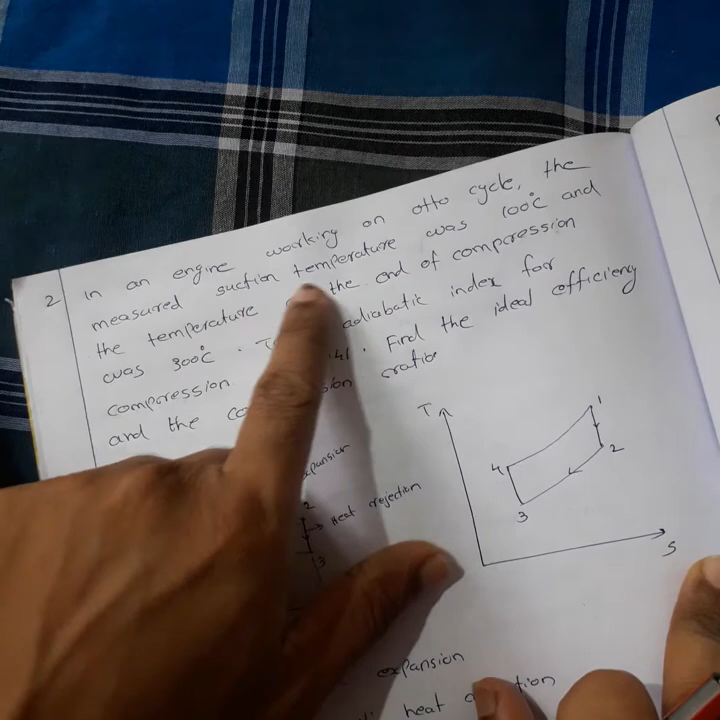 2 In an engine working on otto cycle, the
measured suction temperature was 100°C and
the temperature the end of compression
was 300°C. adiabatic index for
compression 41. Find the ideal efficiency
and the ratio
T
1
4
2
3
S
2
Heat rejection
3
expansion
heat